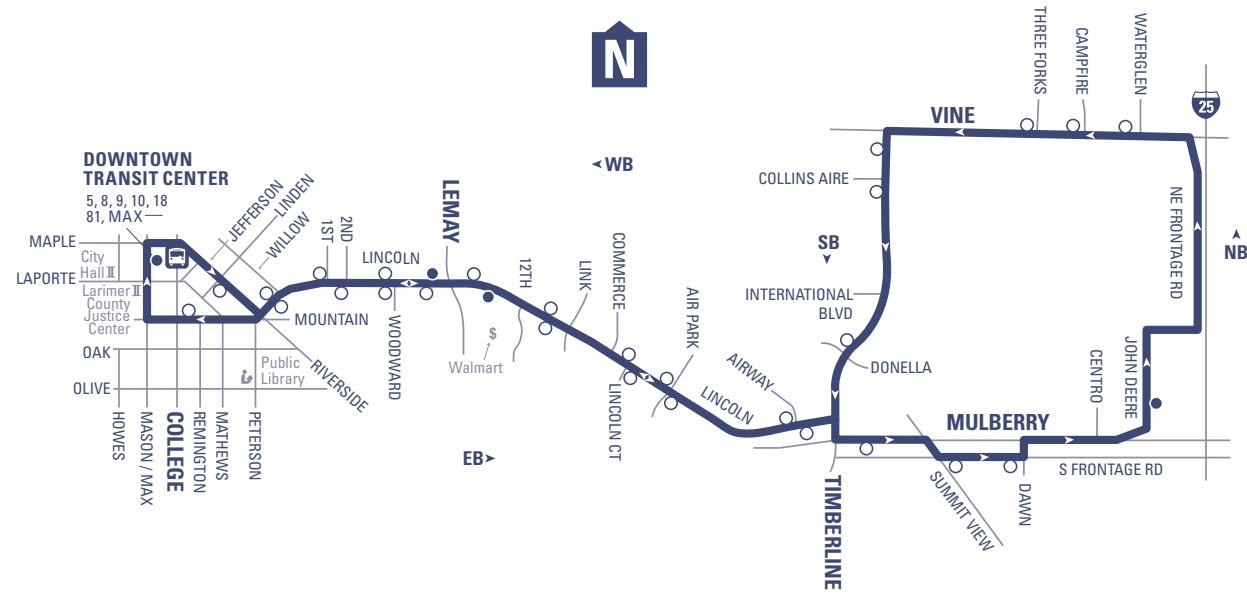 N
THREE FORKS
CAMPFIRE
WATERGLEN
25
VINE
DOWNTOWN
TRANSIT CENTER
5, 8, 9, 10, 18
81, MAX
WB
COLLINS AIRE
JEFFERSON
LINDEN
WILLOW
LEMAY
1ST
2ND
LINCOLN
MAPLE
City
Hall
LAPORTE
Larimer
County
Justice
Center
SB
NB
NE FRONTAGE RD
12TH
LINK
COMMERCE
AIR PARK
INTERNATIONAL
BLVD
MOUNTAIN
WOODWARD
$
Walmart
OAK
Public
Library
RIVERSIDE
OLIVE
AIRWAY
DONELLA
LINCOLN
LINCOLN CT
CENTRO
JOHN DEERE
MULBERRY
HOWES
MASON / MAX
COLLEGE
REMINGTON
MATHEWS
PETERSON
EB
S FRONTAGE RD
TIMBERLINE
SUMMIT VIEW
DAWN